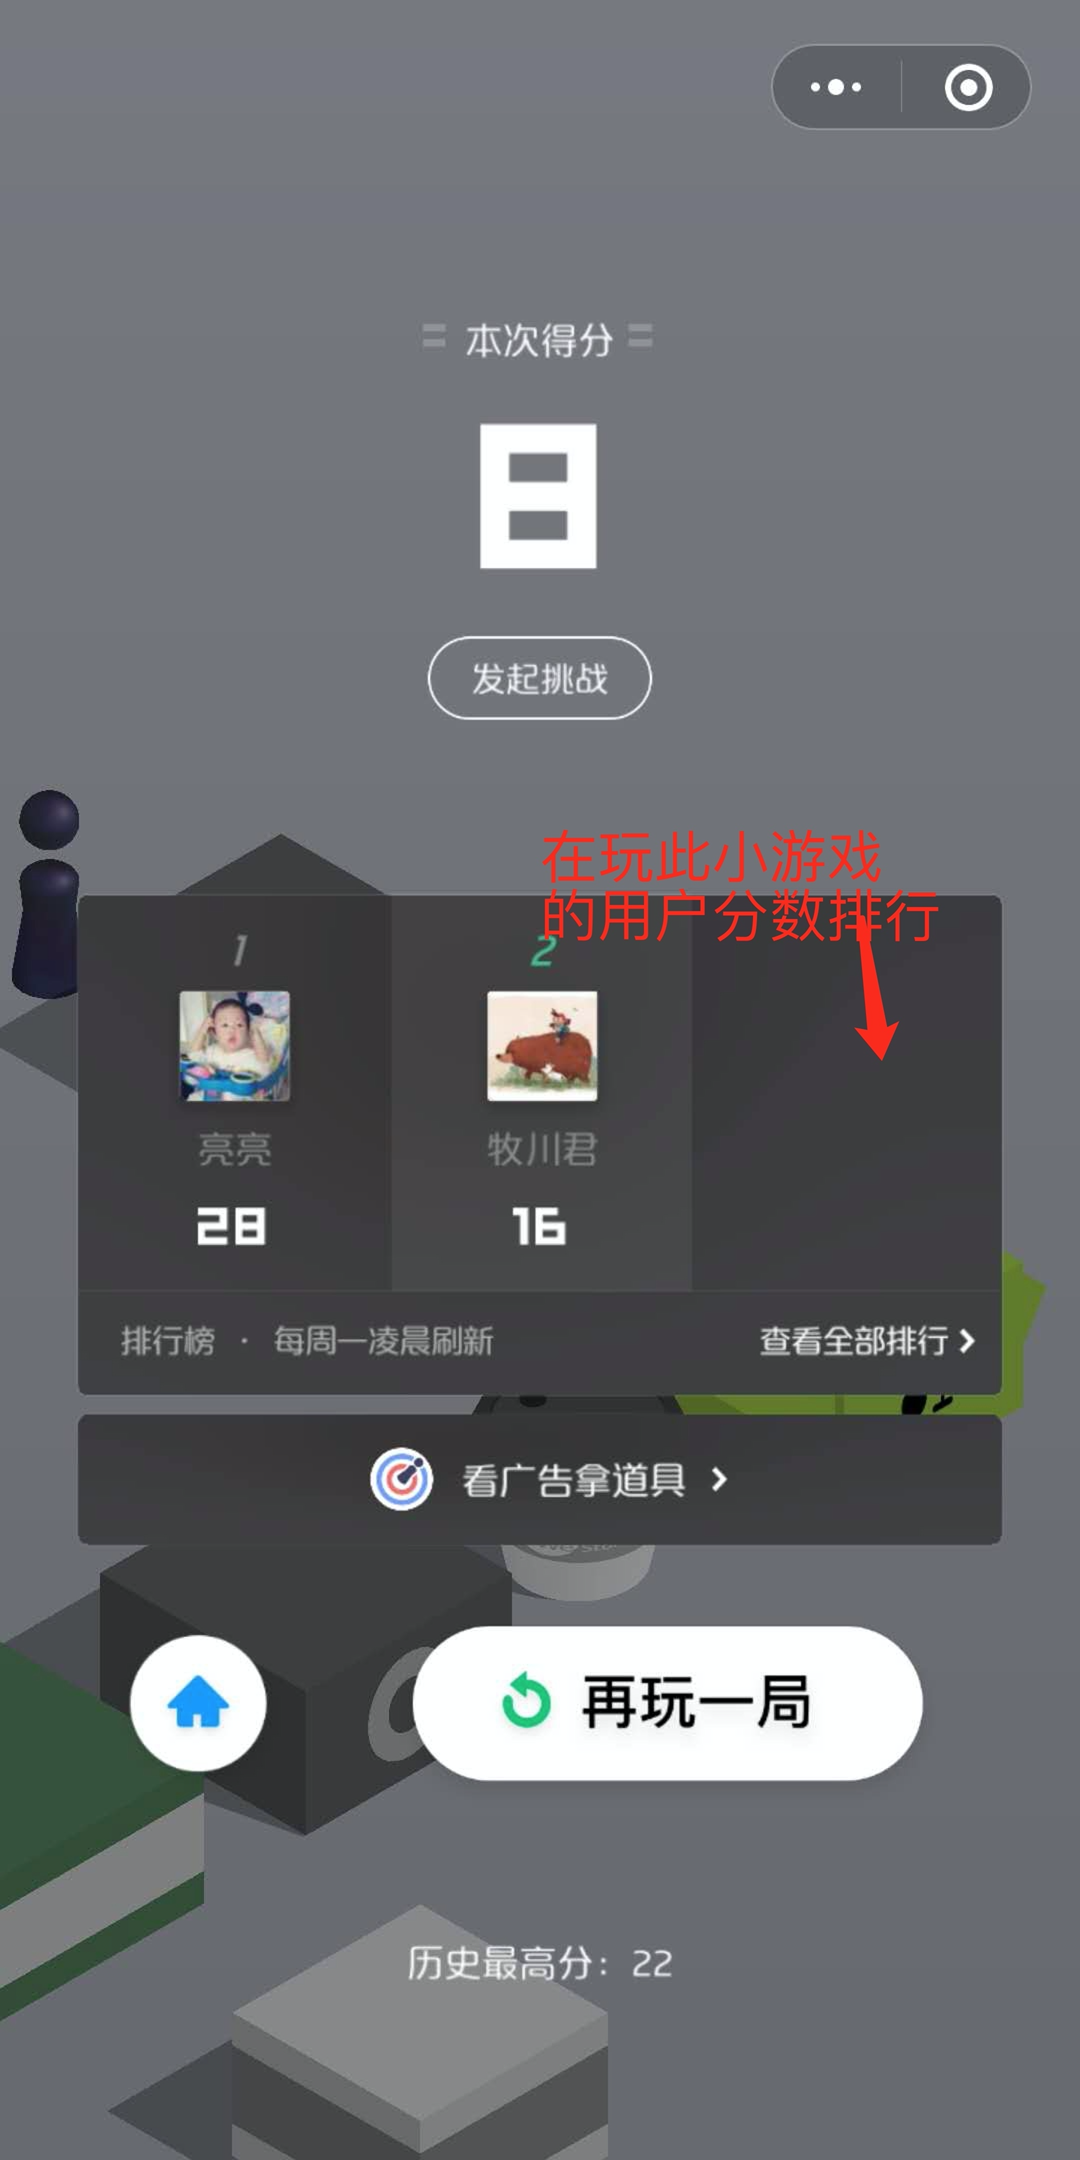 本次得分
8
发起挑战
在玩此小游戏
的用户分数排行
1
2
亮亮
牧川君
28
16
排行榜 · 每周一凌晨刷新
查看全部排行
看广告拿道具
再玩一局
历史最高分：22